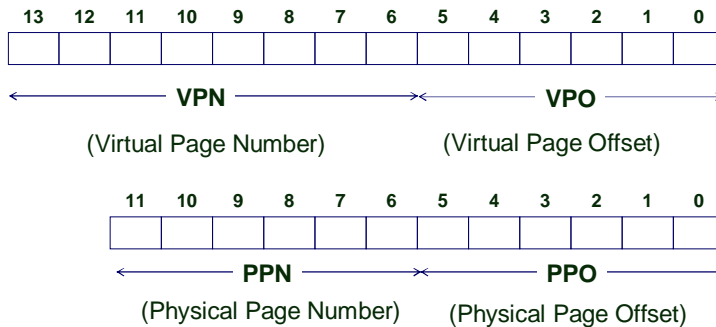 13 12 11 10 9 8 7 6 5 4 3 2 1 0
VPN VPO
(Virtual Page Number) (Virtual Page Offset)
11 10 9 8 7 6 5 4 3 2 1 0
PPN PPO
(Physical Page Number) (Physical Page Offset)